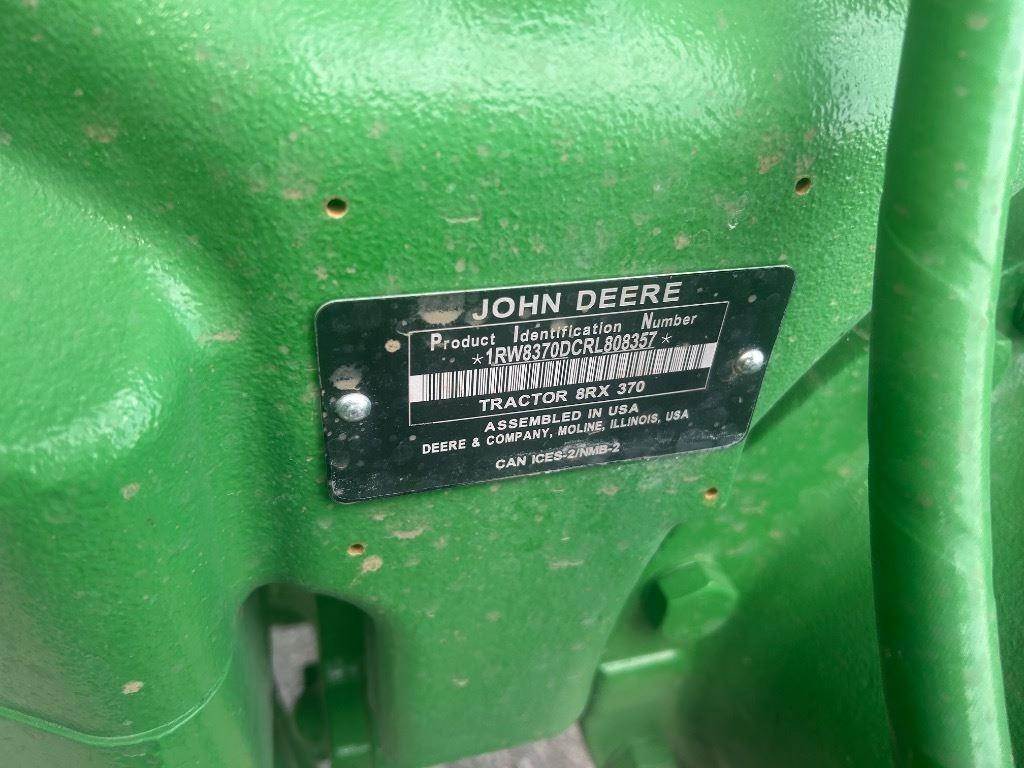 JOHN DEERE
Product Identification Number
*1RW8370DCRL808357*
TRACTOR 8RX 370
ASSEMBLED IN USA
DEERE & COMPANY, MOLINE, ILLINOIS, USA
CAN ICES-2/NMB-2